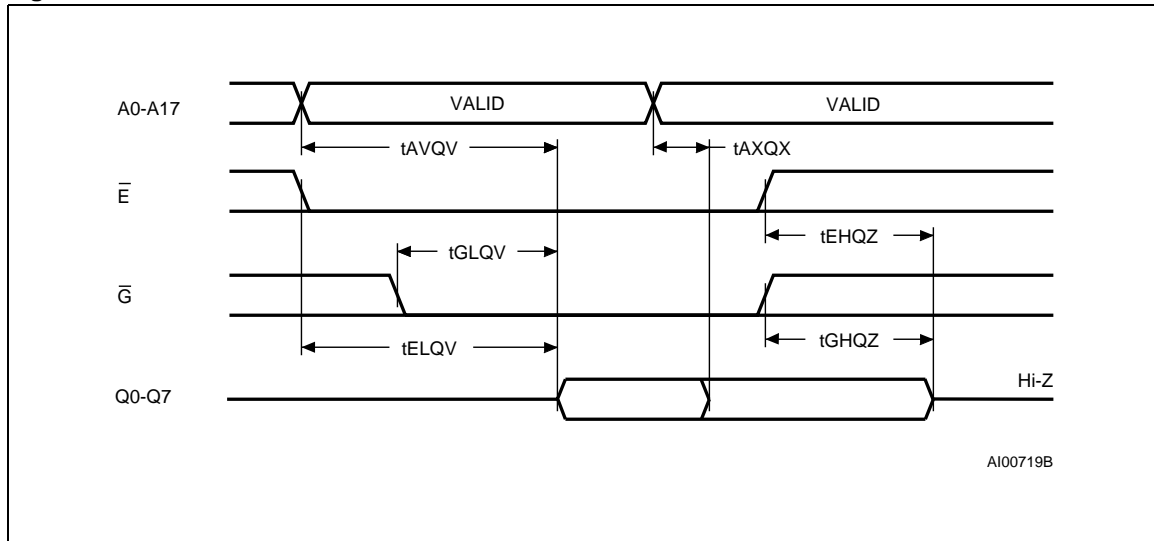 A0-A17
VALID
VALID
tAVQV
tAXQX
E̅
tGLQV
tEHQZ
G̅
tELQV
tGHQZ
Q0-Q7
Hi-Z
AI00719B